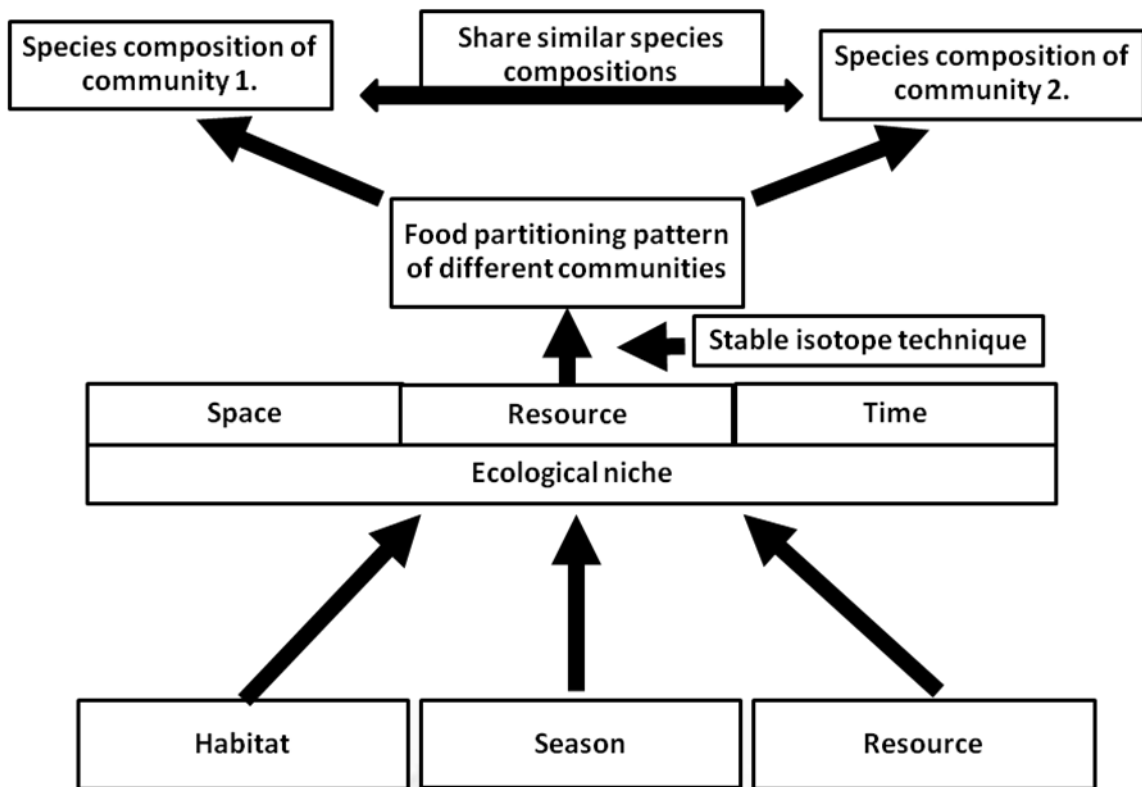 Species composition of
community 1.
Share similar species
compositions
Species composition of
community 2.
Food partitioning pattern
of different communities
Stable isotope technique
Space
Resource
Time
Ecological niche
Habitat
Season
Resource